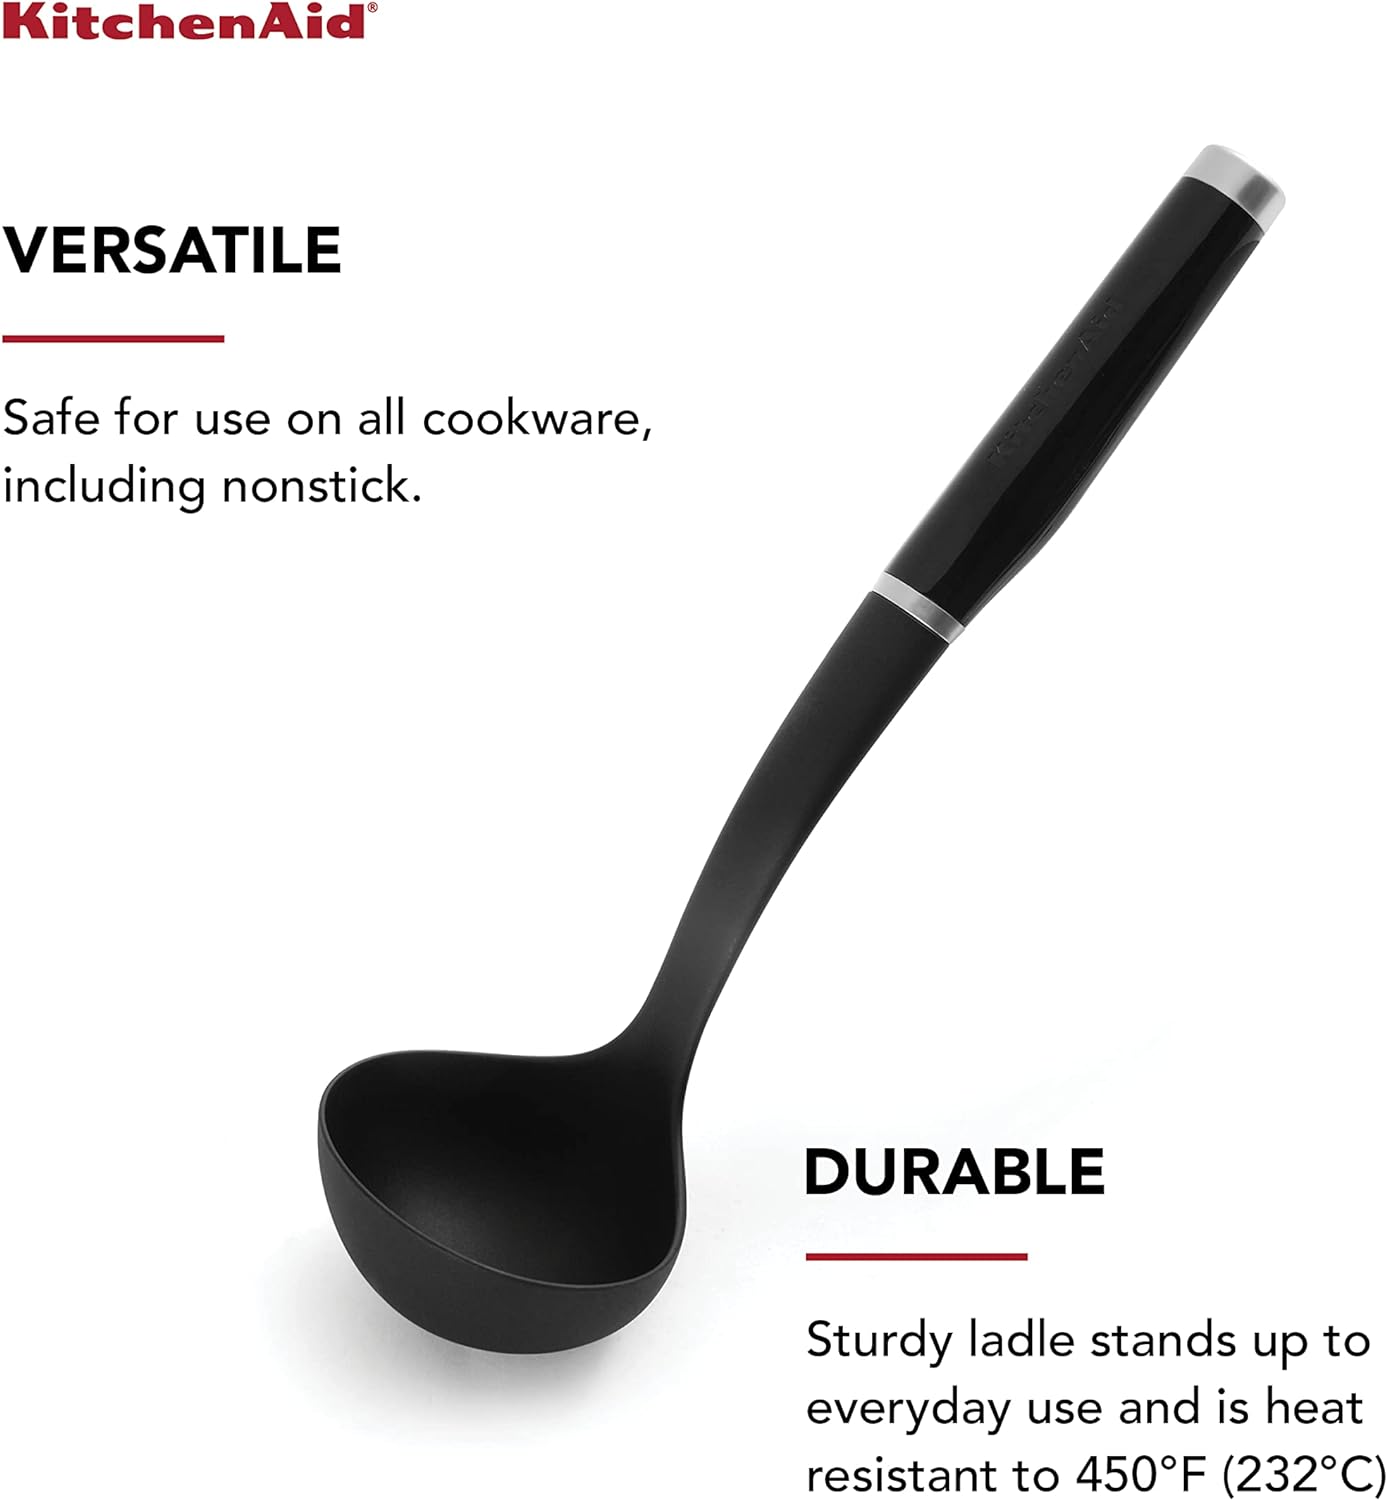 KitchenAid®
VERSATILE
Safe for use on all cookware,
including nonstick.
KitchenAid
DURABLE
Sturdy ladle stands up to
everyday use and is heat
resistant to 450°F (232°C)